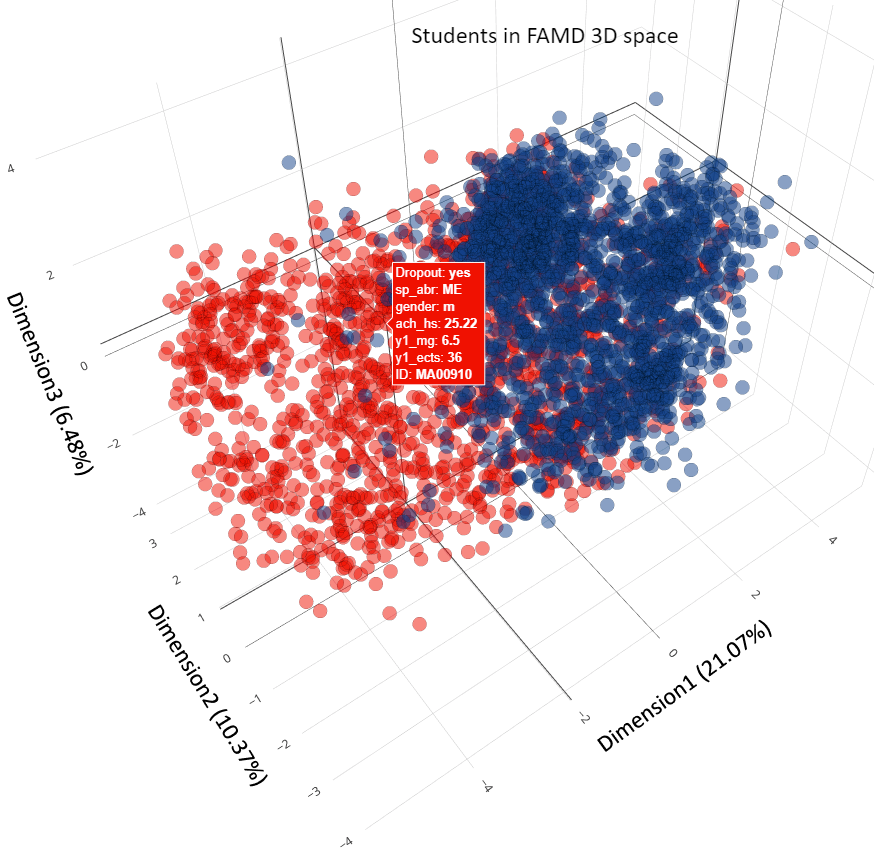 Students in FAMD 3D space
4
2
0
−2
−4
Dimension3 (6.48%)
Dropout: yes
sp_abr: ME
gender: m
ach_hs: 25.22
y1_mg: 6.5
y1_ects: 36
ID: MA00910
3
2
1
0
−1
−2
−3
−4
Dimension2 (10.37%)
−4
−2
0
2
4
Dimension1 (21.07%)